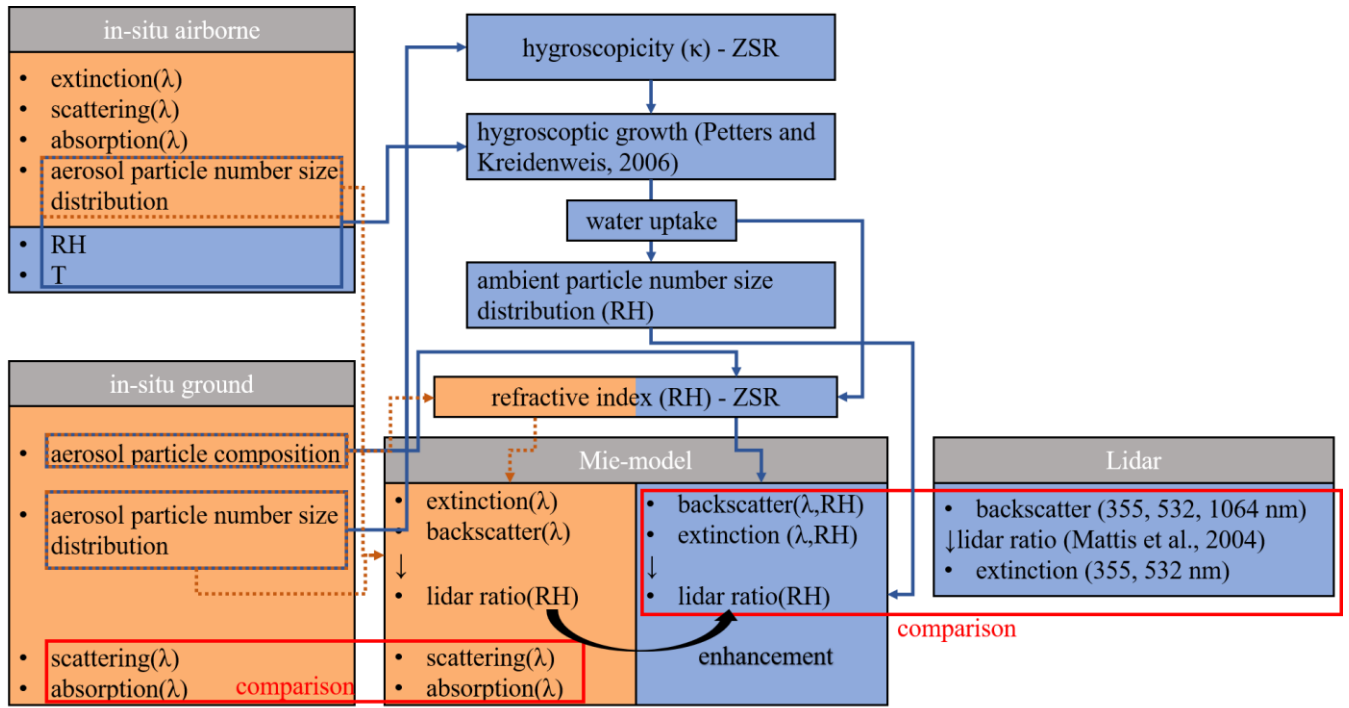 in-situ airborne
• extinction(λ)
• scattering(λ)
• absorption(λ)
• aerosol particle number size
distribution
• RH
• T
hygroscopicity (κ) - ZSR
hygroscoptic growth (Petters and
Kreidenweis, 2006)
water uptake
ambient particle number size
distribution (RH)
refractive index (RH) - ZSR
in-situ ground
• aerosol particle composition
• aerosol particle number size
distribution
• scattering(λ)
• absorption(λ)
comparison
Mie-model
• extinction(λ)
• backscatter(λ)
↓
• lidar ratio(RH)
• scattering(λ)
• absorption(λ)
• backscatter(λ,RH)
• extinction (λ,RH)
↓
• lidar ratio(RH)
enhancement
Lidar
• backscatter (355, 532, 1064 nm)
↓lidar ratio (Mattis et al., 2004)
• extinction (355, 532 nm)
comparison